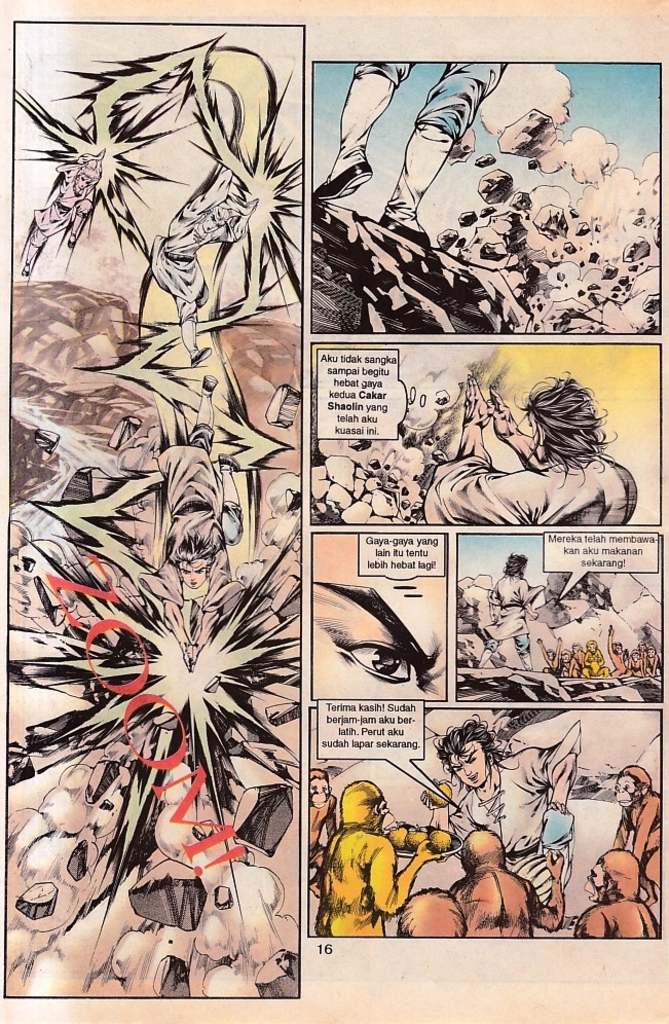 ZOOM!
Aku tidak sangka
sampai begitu
hebat gaya
kedua Cakar
Shaolin yang
telah aku
kuasai ini.
Gaya-gaya yang
lain itu tentu
lebih hebat lagi!
Mereka telah membawa-
kan aku makanan
sekarang!
Terima kasih! Sudah
berjam-jam aku ber-
latih. Perut aku
sudah lapar sekarang.
16